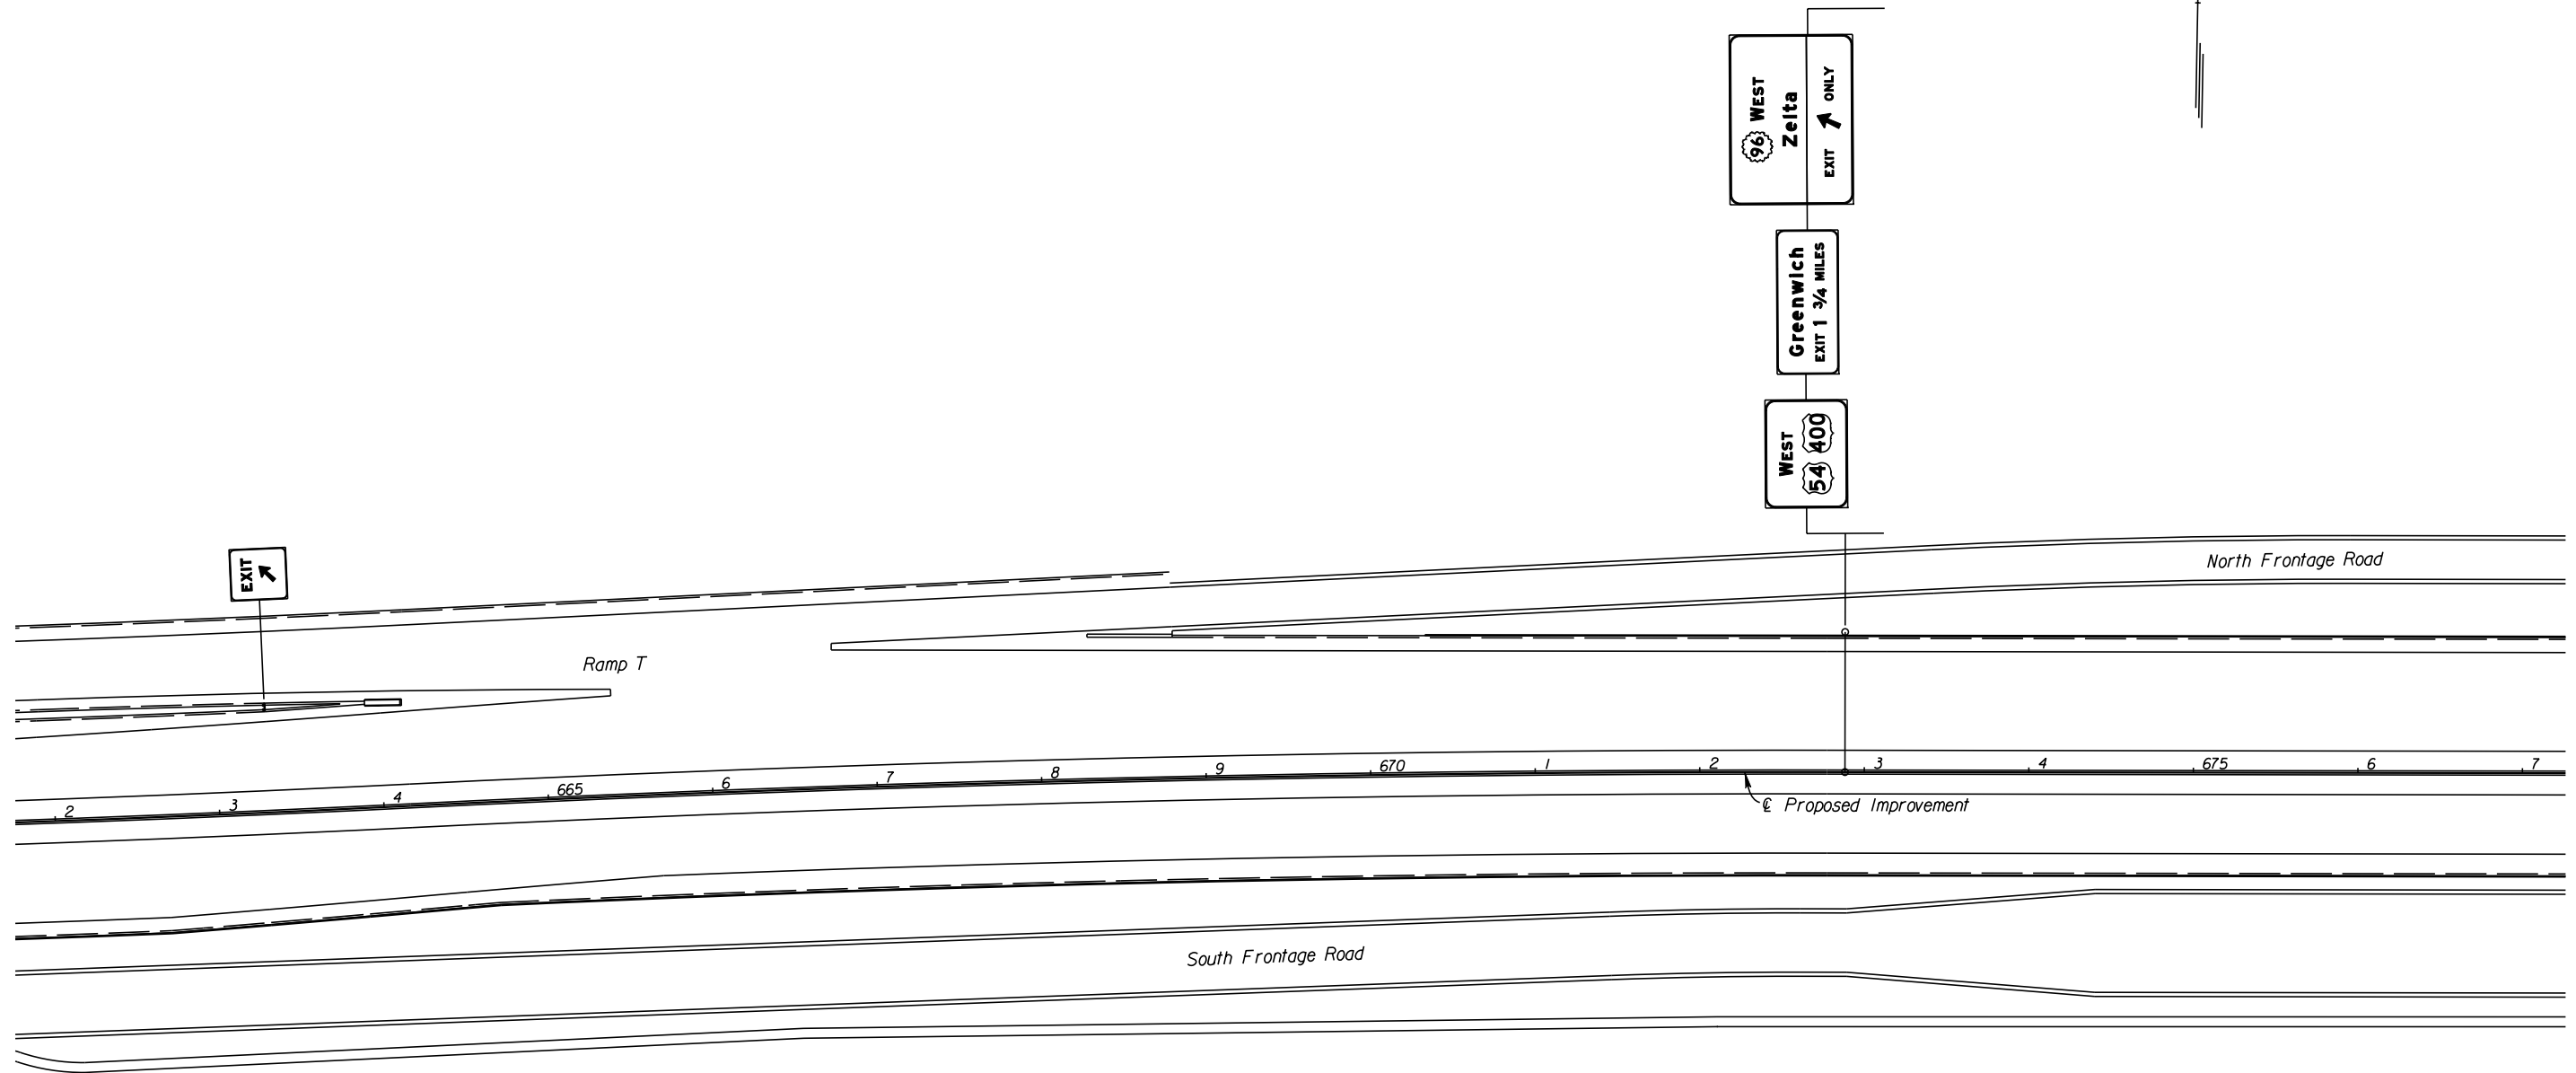 96 WEST
Zelta
EXIT ONLY
Greenwich
EXIT 1 3/4 MILES
WEST
54 400
EXIT
North Frontage Road
Ramp T
2 3 4 665 6 7 8 9 670 1 2 3 4 675 6 7
℄ Proposed Improvement
South Frontage Road